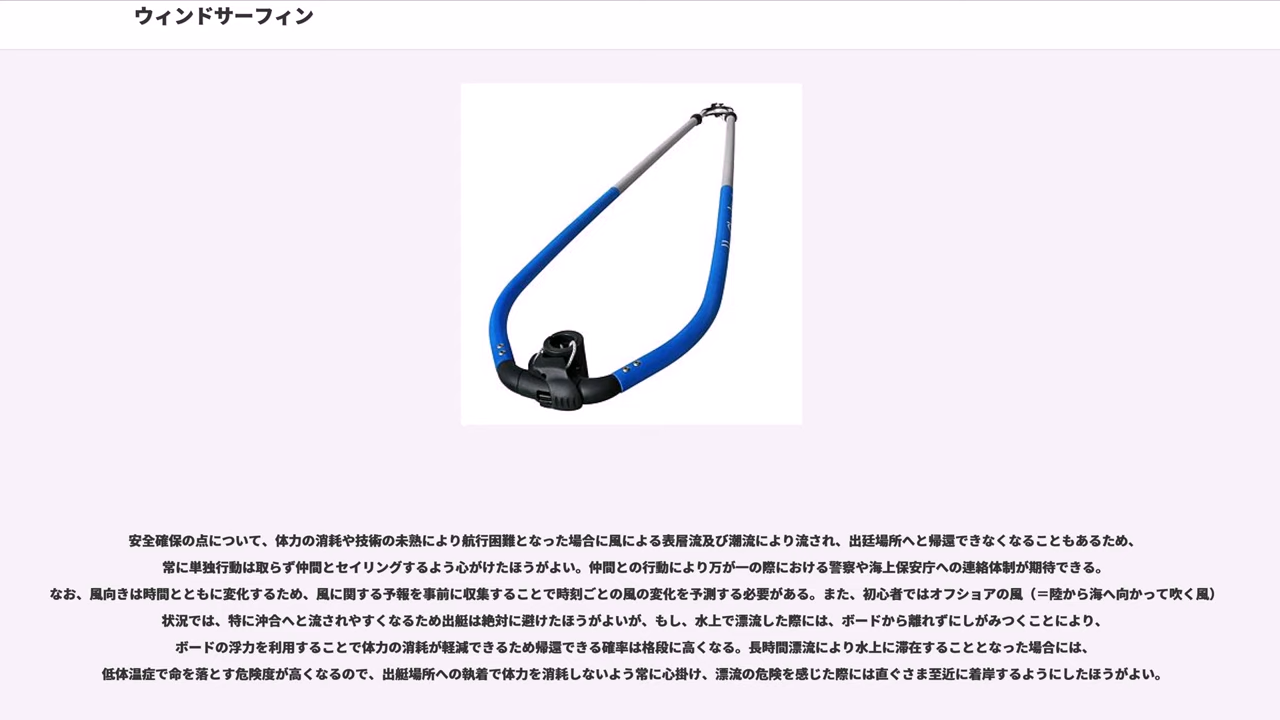 ウィンドサーフィン
安全確保の点について、体力の消耗や技術の未熟により航行困難となった場合に風による表層流及び潮流により流され、出廷場所へと帰還できなくなることもあるため、
常に単独行動は取らず仲間とセイリングするよう心がけたほうがよい。仲間との行動により万が一の際における警察や海上保安庁への連絡体制が期待できる。
なお、風向きは時間とともに変化するため、風に関する予報を事前に収集することで時刻ごとの風の変化を予測する必要がある。また、初心者ではオフショアの風（＝陸から海へ向かって吹く風）
状況では、特に沖合へと流されやすくなるため出艇は絶対に避けたほうがよいが、もし、水上で漂流した際には、ボードから離れずにしがみつくことにより、
ボードの浮力を利用することで体力の消耗が軽減できるため帰還できる確率は格段に高くなる。長時間漂流により水上に滞在することとなった場合には、
低体温症で命を落とす危険度が高くなるので、出艇場所への執着で体力を消耗しないよう常に心掛け、漂流の危険を感じた際には直ぐさま至近に着岸するようにしたほうがよい。